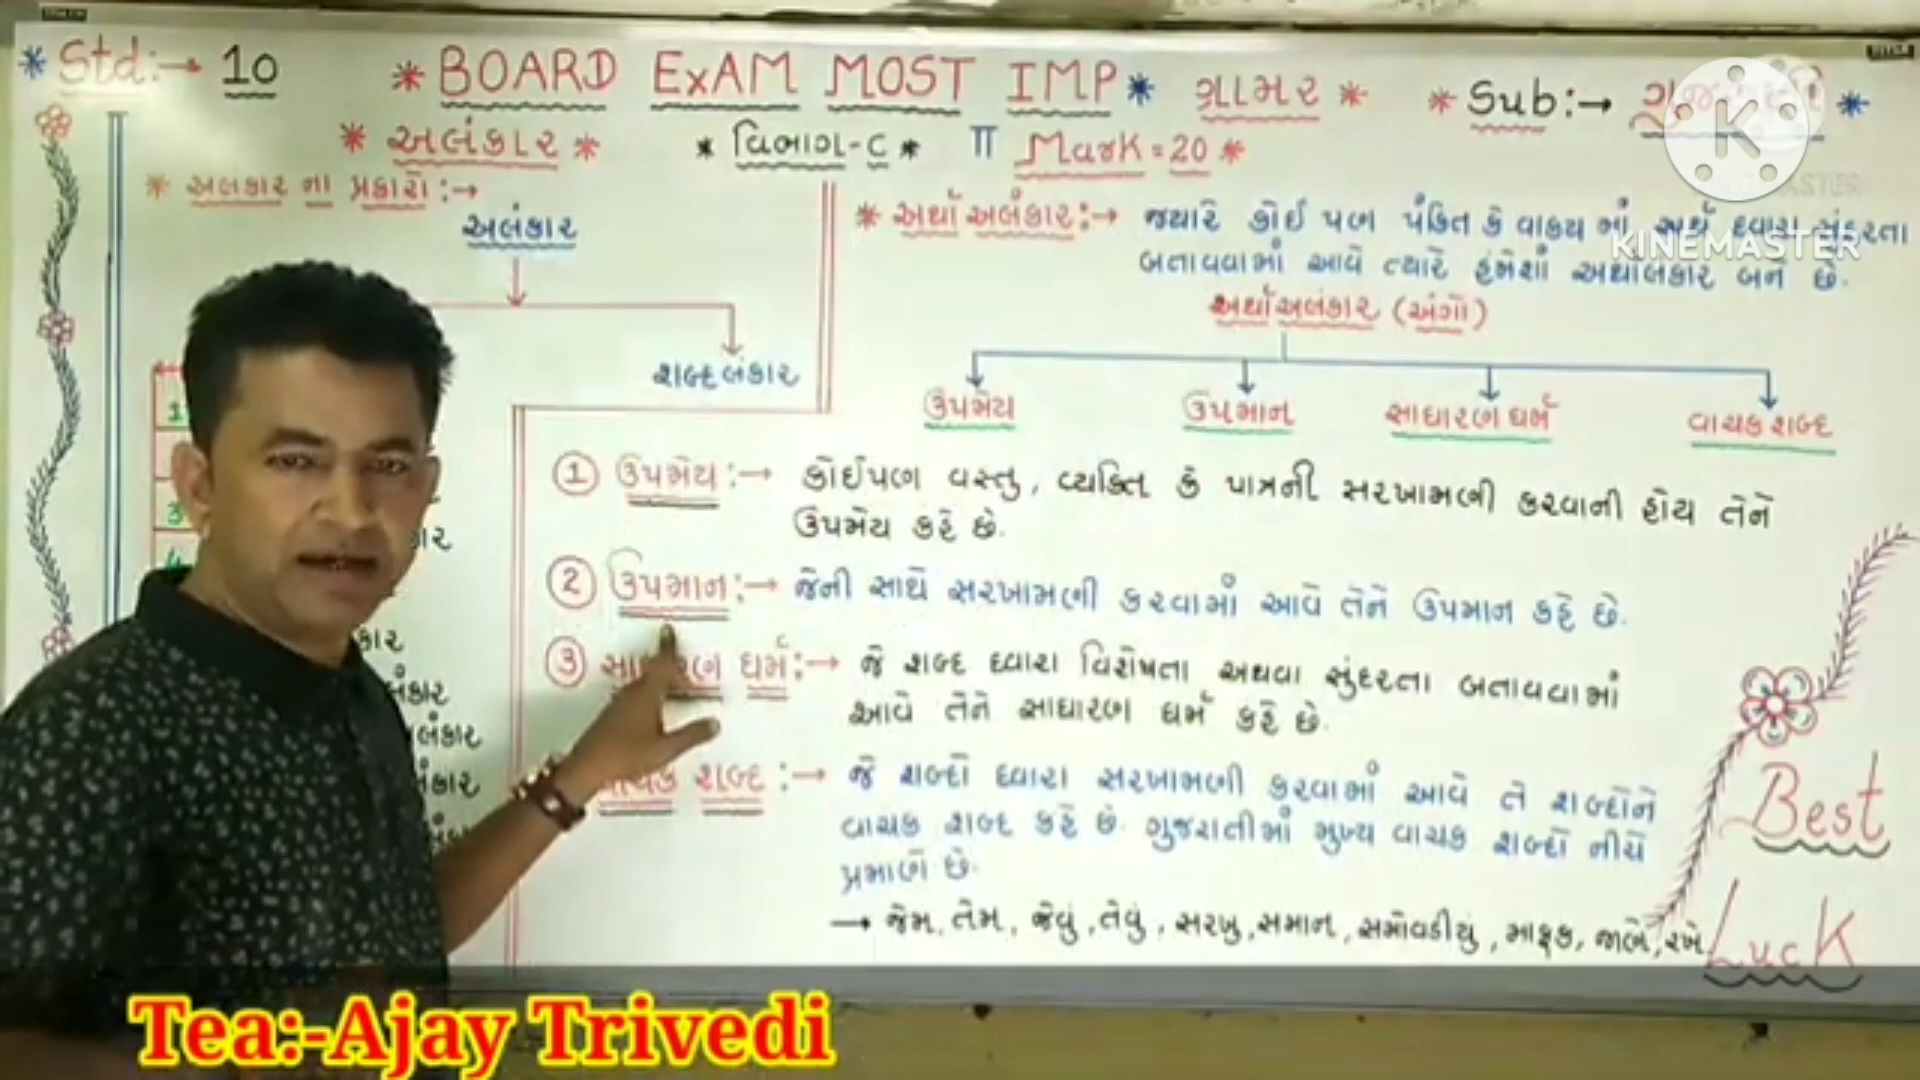 * Std:→ 10 * BOARD ExAM MOST IMP * ગ્રામર * * Sub:→ *
* અલંકાર * * વિભાગ-C * Mark=20 *
* અલંકાર ના પ્રકારો:→
અલંકાર
શબ્દલંકાર
* અર્થાઅલંકાર:→ જ્યારે કોઈ પણ પંક્તિ કે વાક્ય માં અર્થ દ્વારા સુંદરતા
બતાવવામાં આવે ત્યારે હંમેશાં અર્થાલંકાર બને છે.
અર્થાઅલંકાર (અંગો)
ઉપમેય ઉપમાન સાધારણ ધર્મ વાચક શબ્દ
① ઉપમેય:→ કોઈપણ વસ્તુ, વ્યક્તિ કે પાત્રની સરખામણી કરવાની હોય તેને
ઉપમેય કહે છે.
② ઉપમાન:→ જેની સાથે સરખામણી કરવામાં આવે તેને ઉપમાન કહે છે.
③ સાધારણ ધર્મ:→ જે શબ્દ દ્વારા વિશેષતા અથવા સુંદરતા બતાવવામાં
આવે તેને સાધારણ ધર્મ કહે છે.
શબ્દ:→ જે શબ્દો દ્વારા સરખામણી કરવામાં આવે તે શબ્દોને
વાચક શબ્દ કહે છે. ગુજરાતીમાં મુખ્ય વાચક શબ્દો નીચે
પ્રમાણે છે.
→ જેમ, તેમ, જેવું, તેવું, સરખુ, સમાન, સમોવડીયું, માફક, જાણે, રખે
Best
Luck
K
KINEMASTER
Tea:-Ajay Trivedi